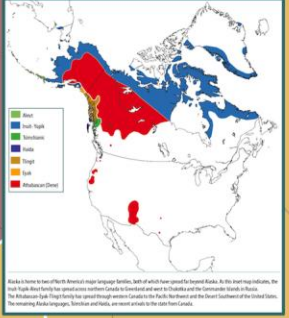 Aleut
Inuit-Yupik
Tsimshianic
Haida
Tlingit
Eyak
Athabascan (Dene)
Alaska is home to two of North America's major language families, both of which have spread far beyond Alaska. As this inset map indicates, the
Inuit-Yupik-Aleut family has spread across northern Canada to Greenland and west to Chukotka and the Commander Islands in Russia.
The Athabascan-Eyak-Tlingit family has spread through western Canada to the Pacific Northwest and the Desert Southwest of the United States.
The remaining Alaska languages, Tsimshian and Haida, are recent arrivals to the state from Canada.